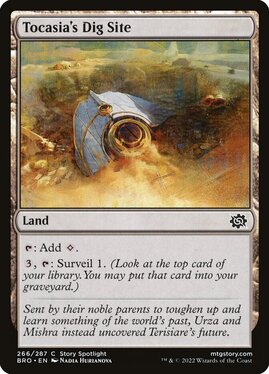 Tocasia's Dig Site
Land
: Add .
3, : Surveil 1. (Look at the top card of
your library. You may put that card into your
graveyard.)
Sent by their noble parents to toughen up and
learn something of the world's past, Urza and
Mishra instead uncovered Terisiare's future.
266/287 C Story Spotlight
BRO • EN Nadia Hurianova
mtgstory.com
™ & © 2022 Wizards of the Coast